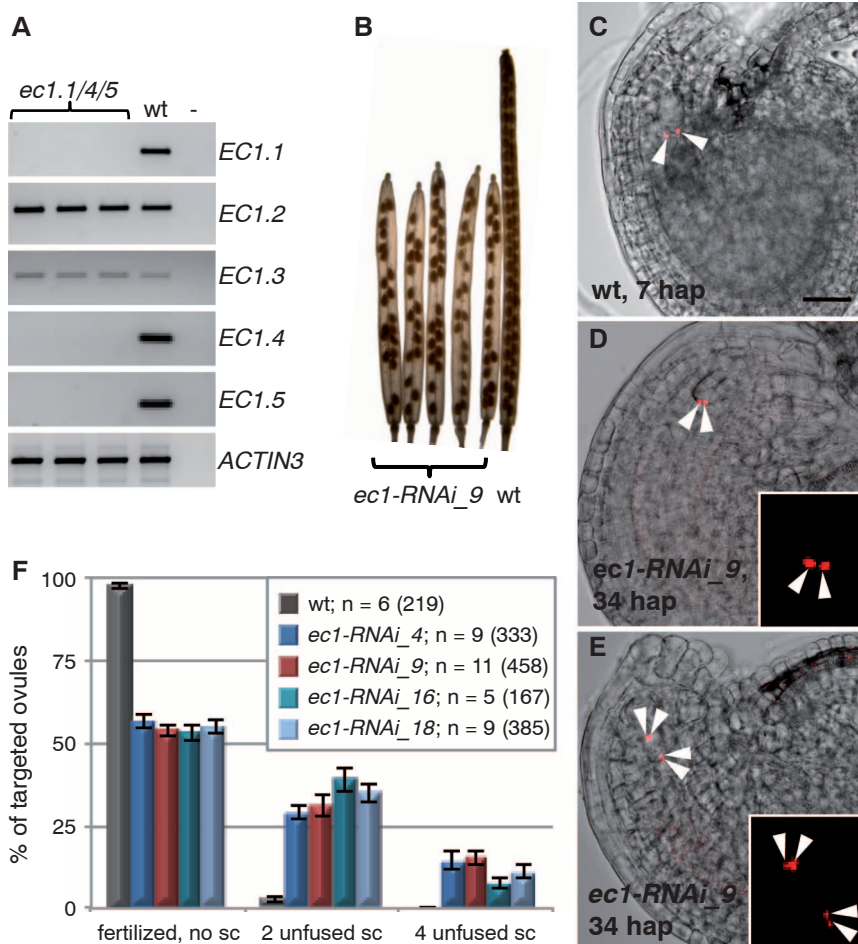 A
ec1.1/4/5
wt
-
EC1.1
EC1.2
EC1.3
EC1.4
EC1.5
ACTIN3
B
ec1-RNAi_9 wt
C
wt, 7 hap
D
ec1-RNAi_9,
34 hap
E
ec1-RNAi_9
34 hap
F
% of targeted ovules
100
75
50
25
0
wt; n = 6 (219)
ec1-RNAi_4; n = 9 (333)
ec1-RNAi_9; n = 11 (458)
ec1-RNAi_16; n = 5 (167)
ec1-RNAi_18; n = 9 (385)
fertilized, no sc
2 unfused sc
4 unfused sc